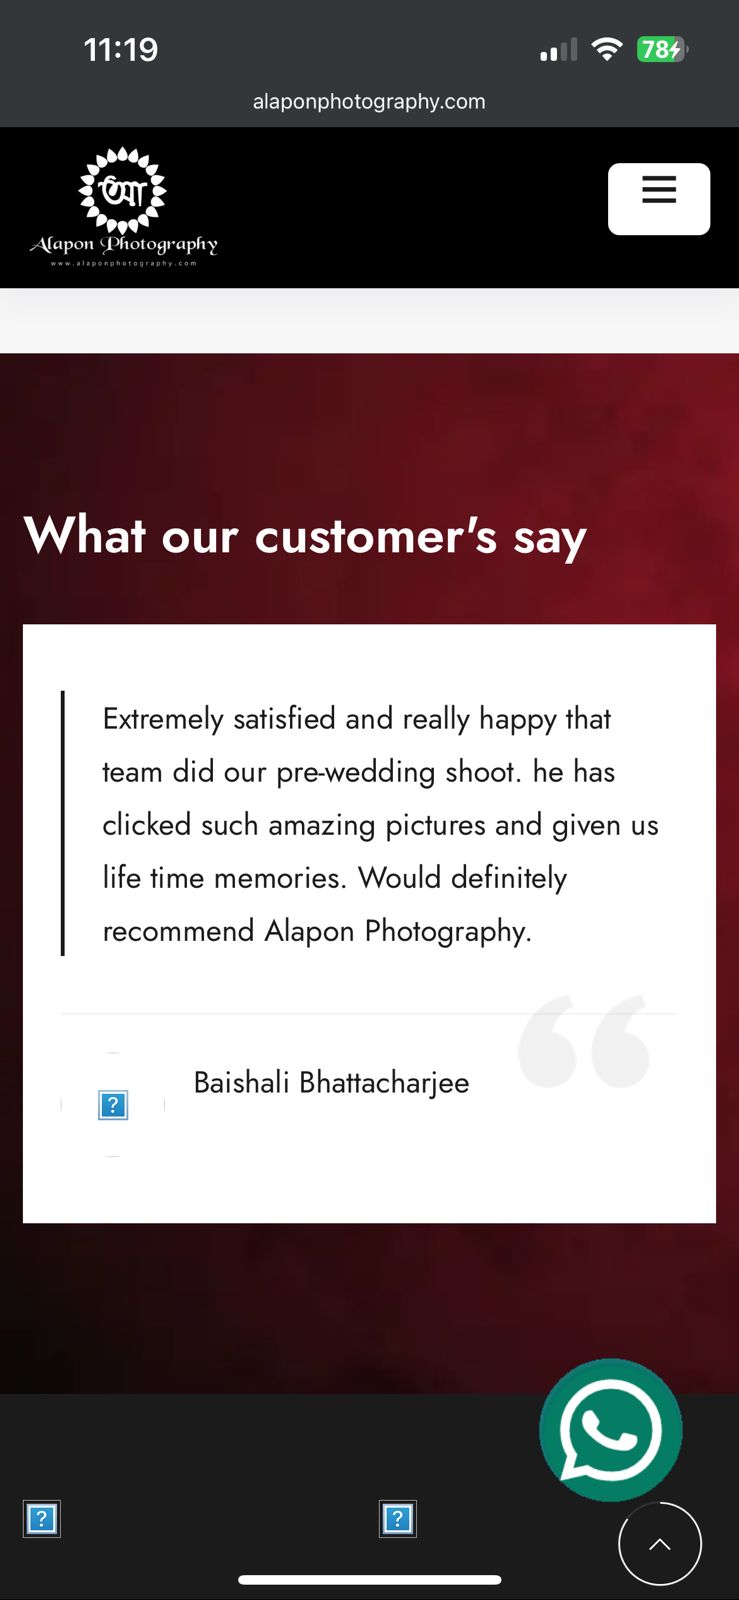 11:19
78
alaponphotography.com
আ
Alapon Photography
www.alaponphotography.com
What our customer's say
Extremely satisfied and really happy that
team did our pre-wedding shoot. he has
clicked such amazing pictures and given us
life time memories. Would definitely
recommend Alapon Photography.
“
?
Baishali Bhattacharjee
?
?